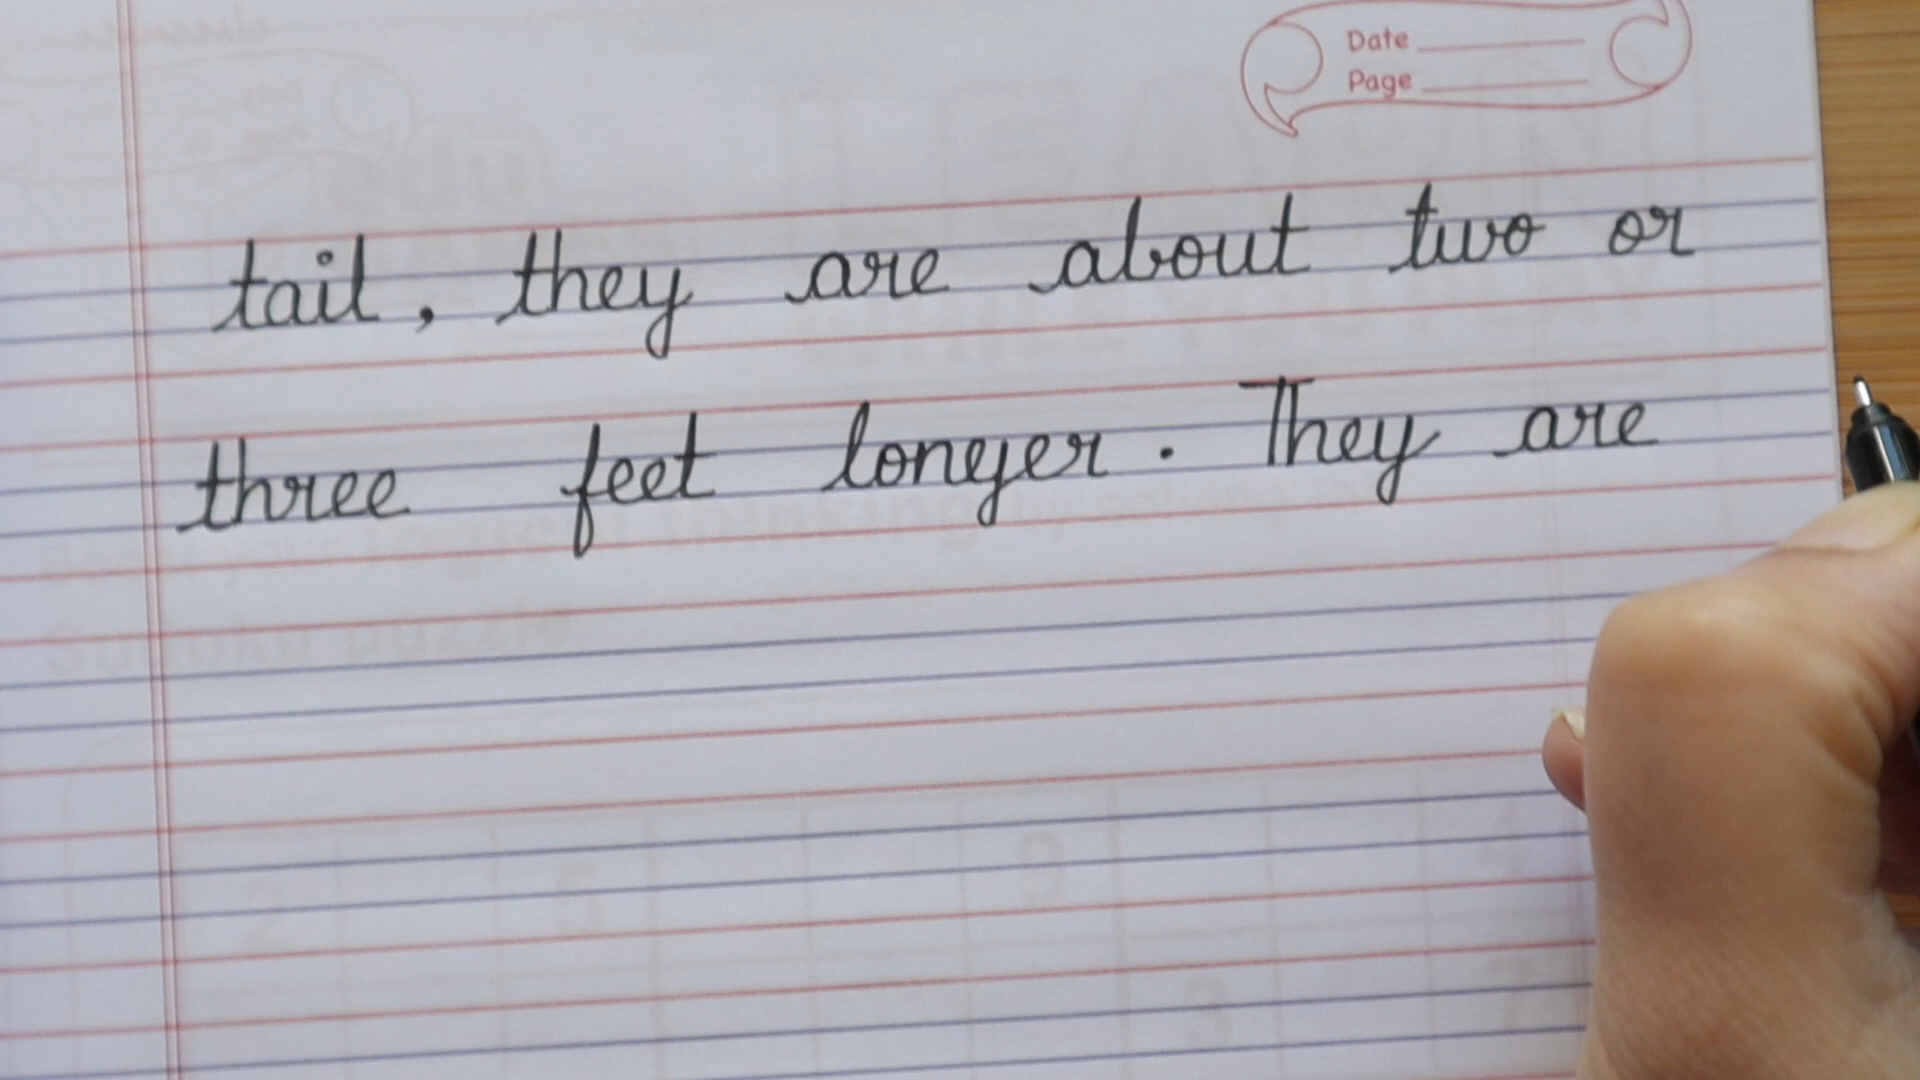 Date
Page
tail, they are about two or
three feet longer. They are